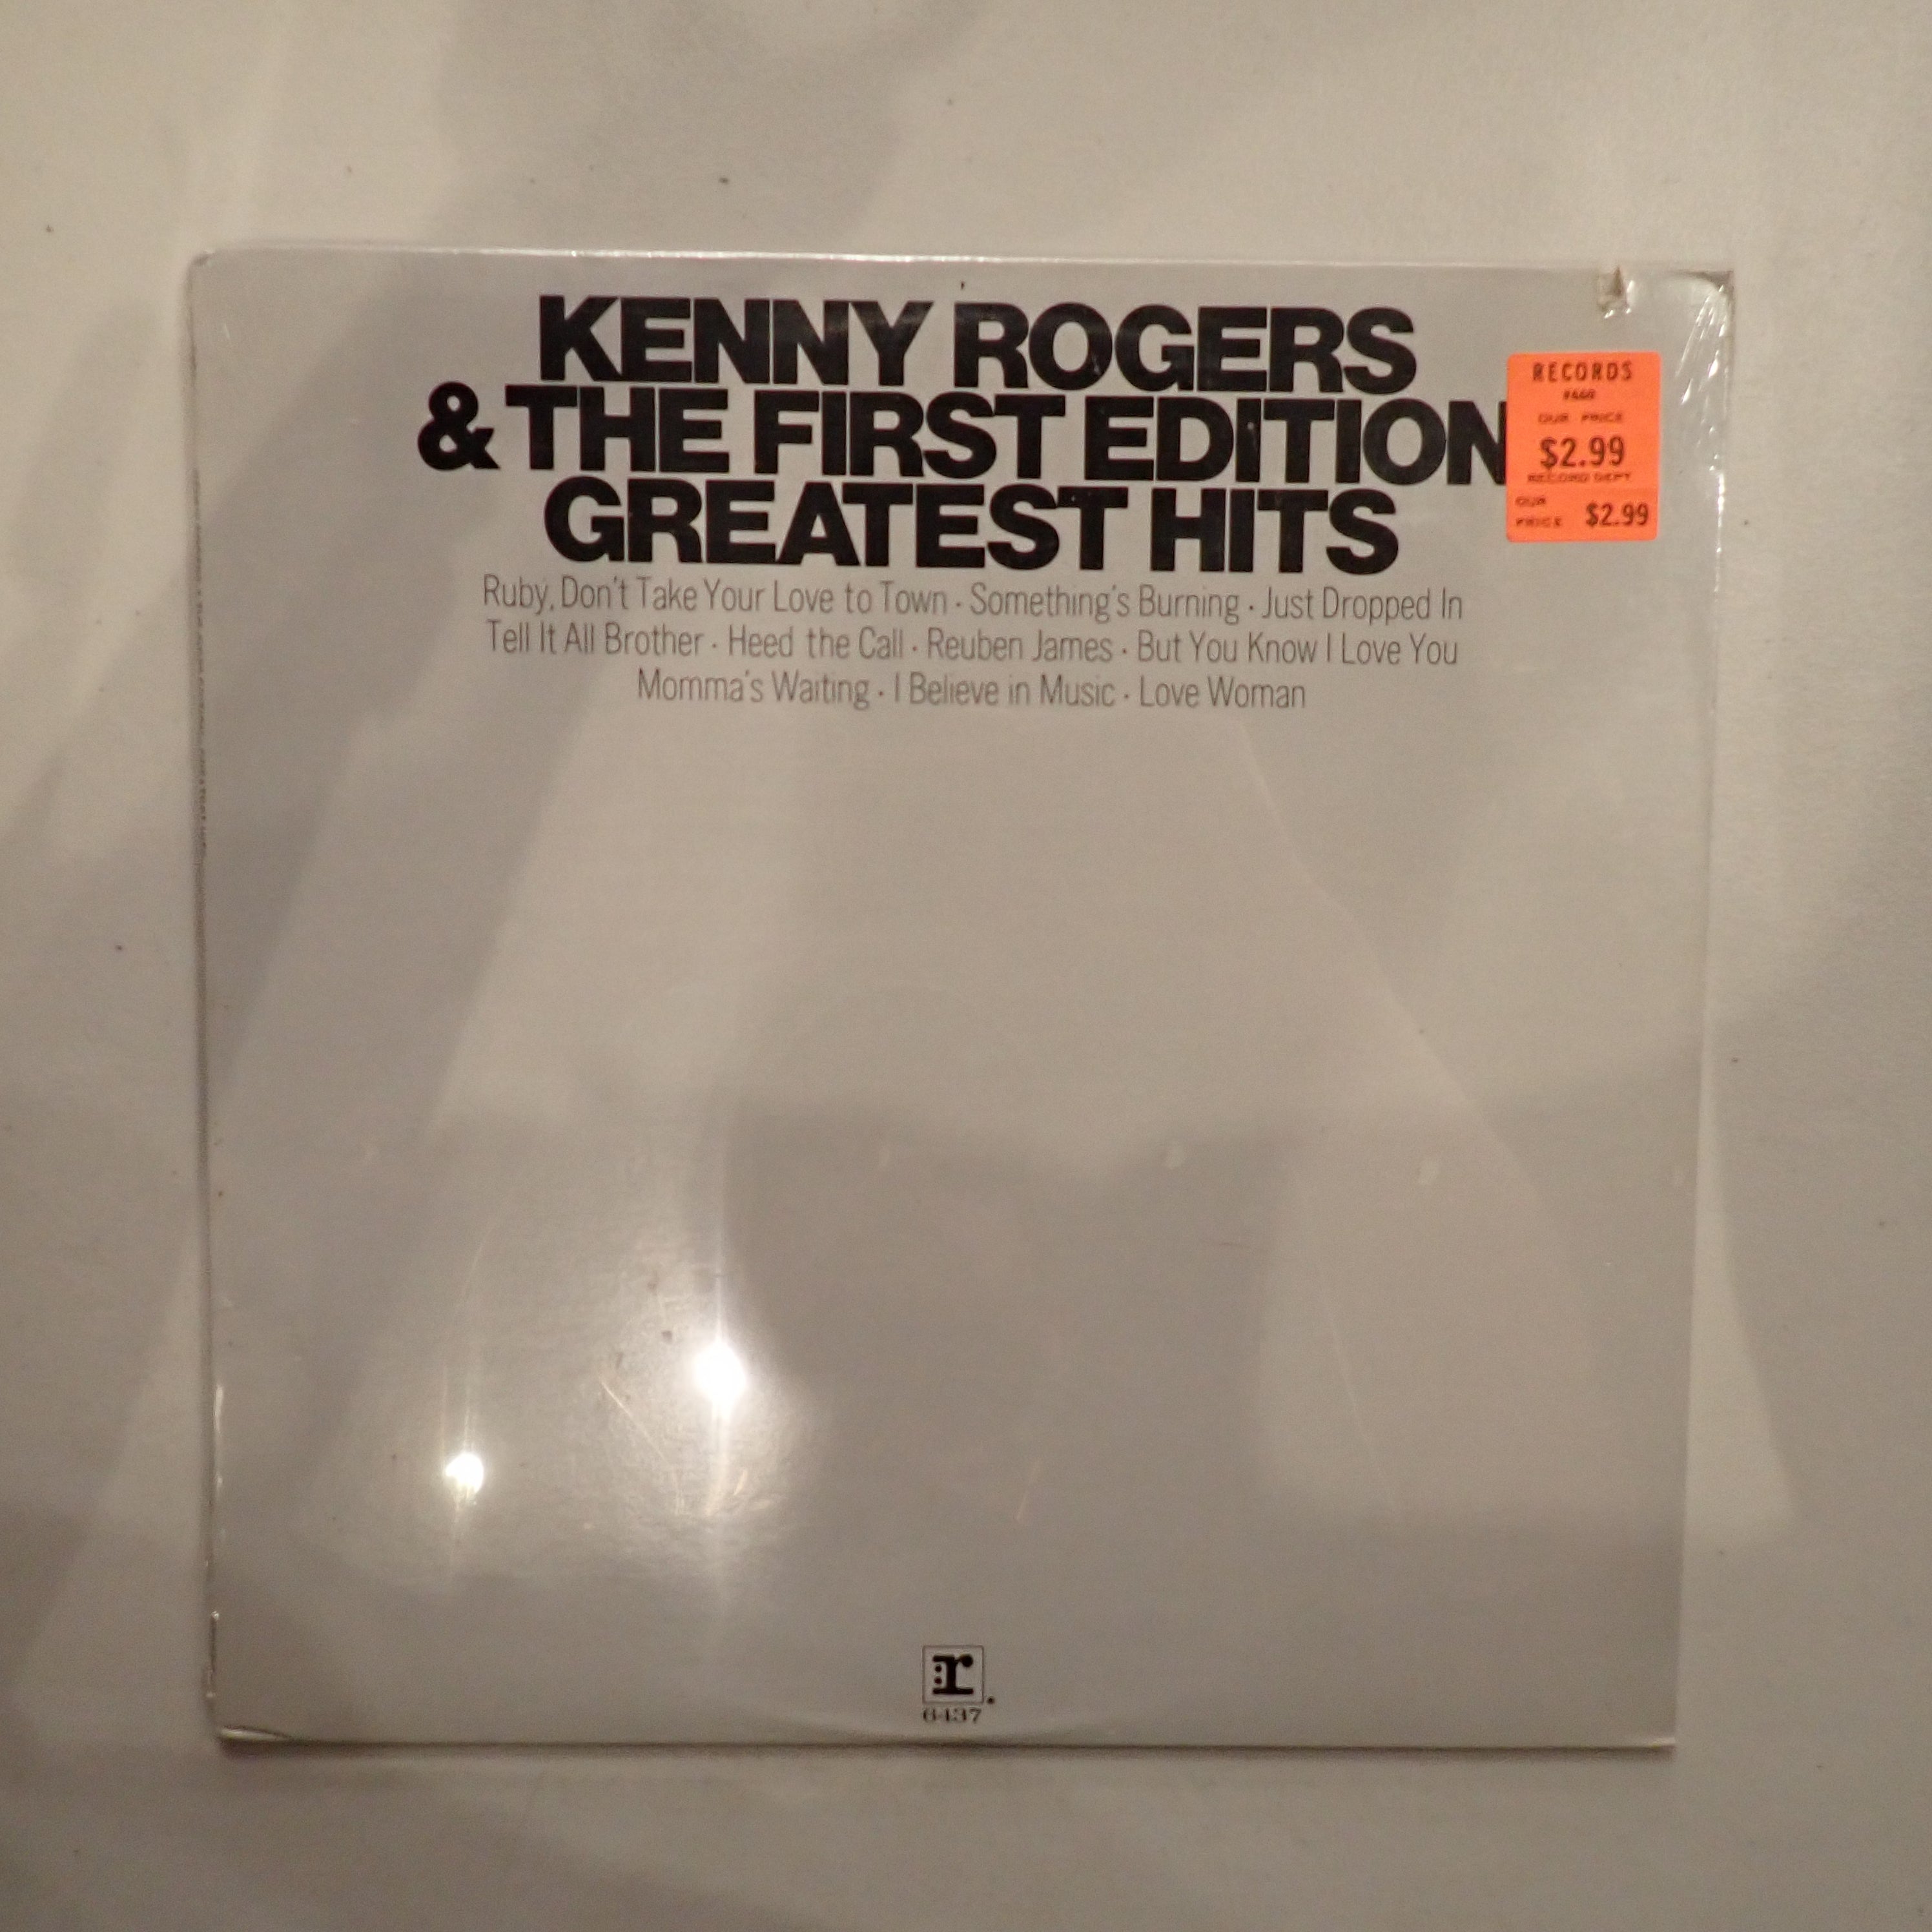 KENNY ROGERS
& THE FIRST EDITION
GREATEST HITS
Ruby, Don't Take Your Love to Town · Something's Burning · Just Dropped In
Tell It All Brother · Heed the Call · Reuben James · But You Know I Love You
Momma's Waiting · I Believe in Music · Love Woman
RECORDS
OUR PRICE
$2.99
RECORD DEPT
OUR
PRICE $2.99
r
6437